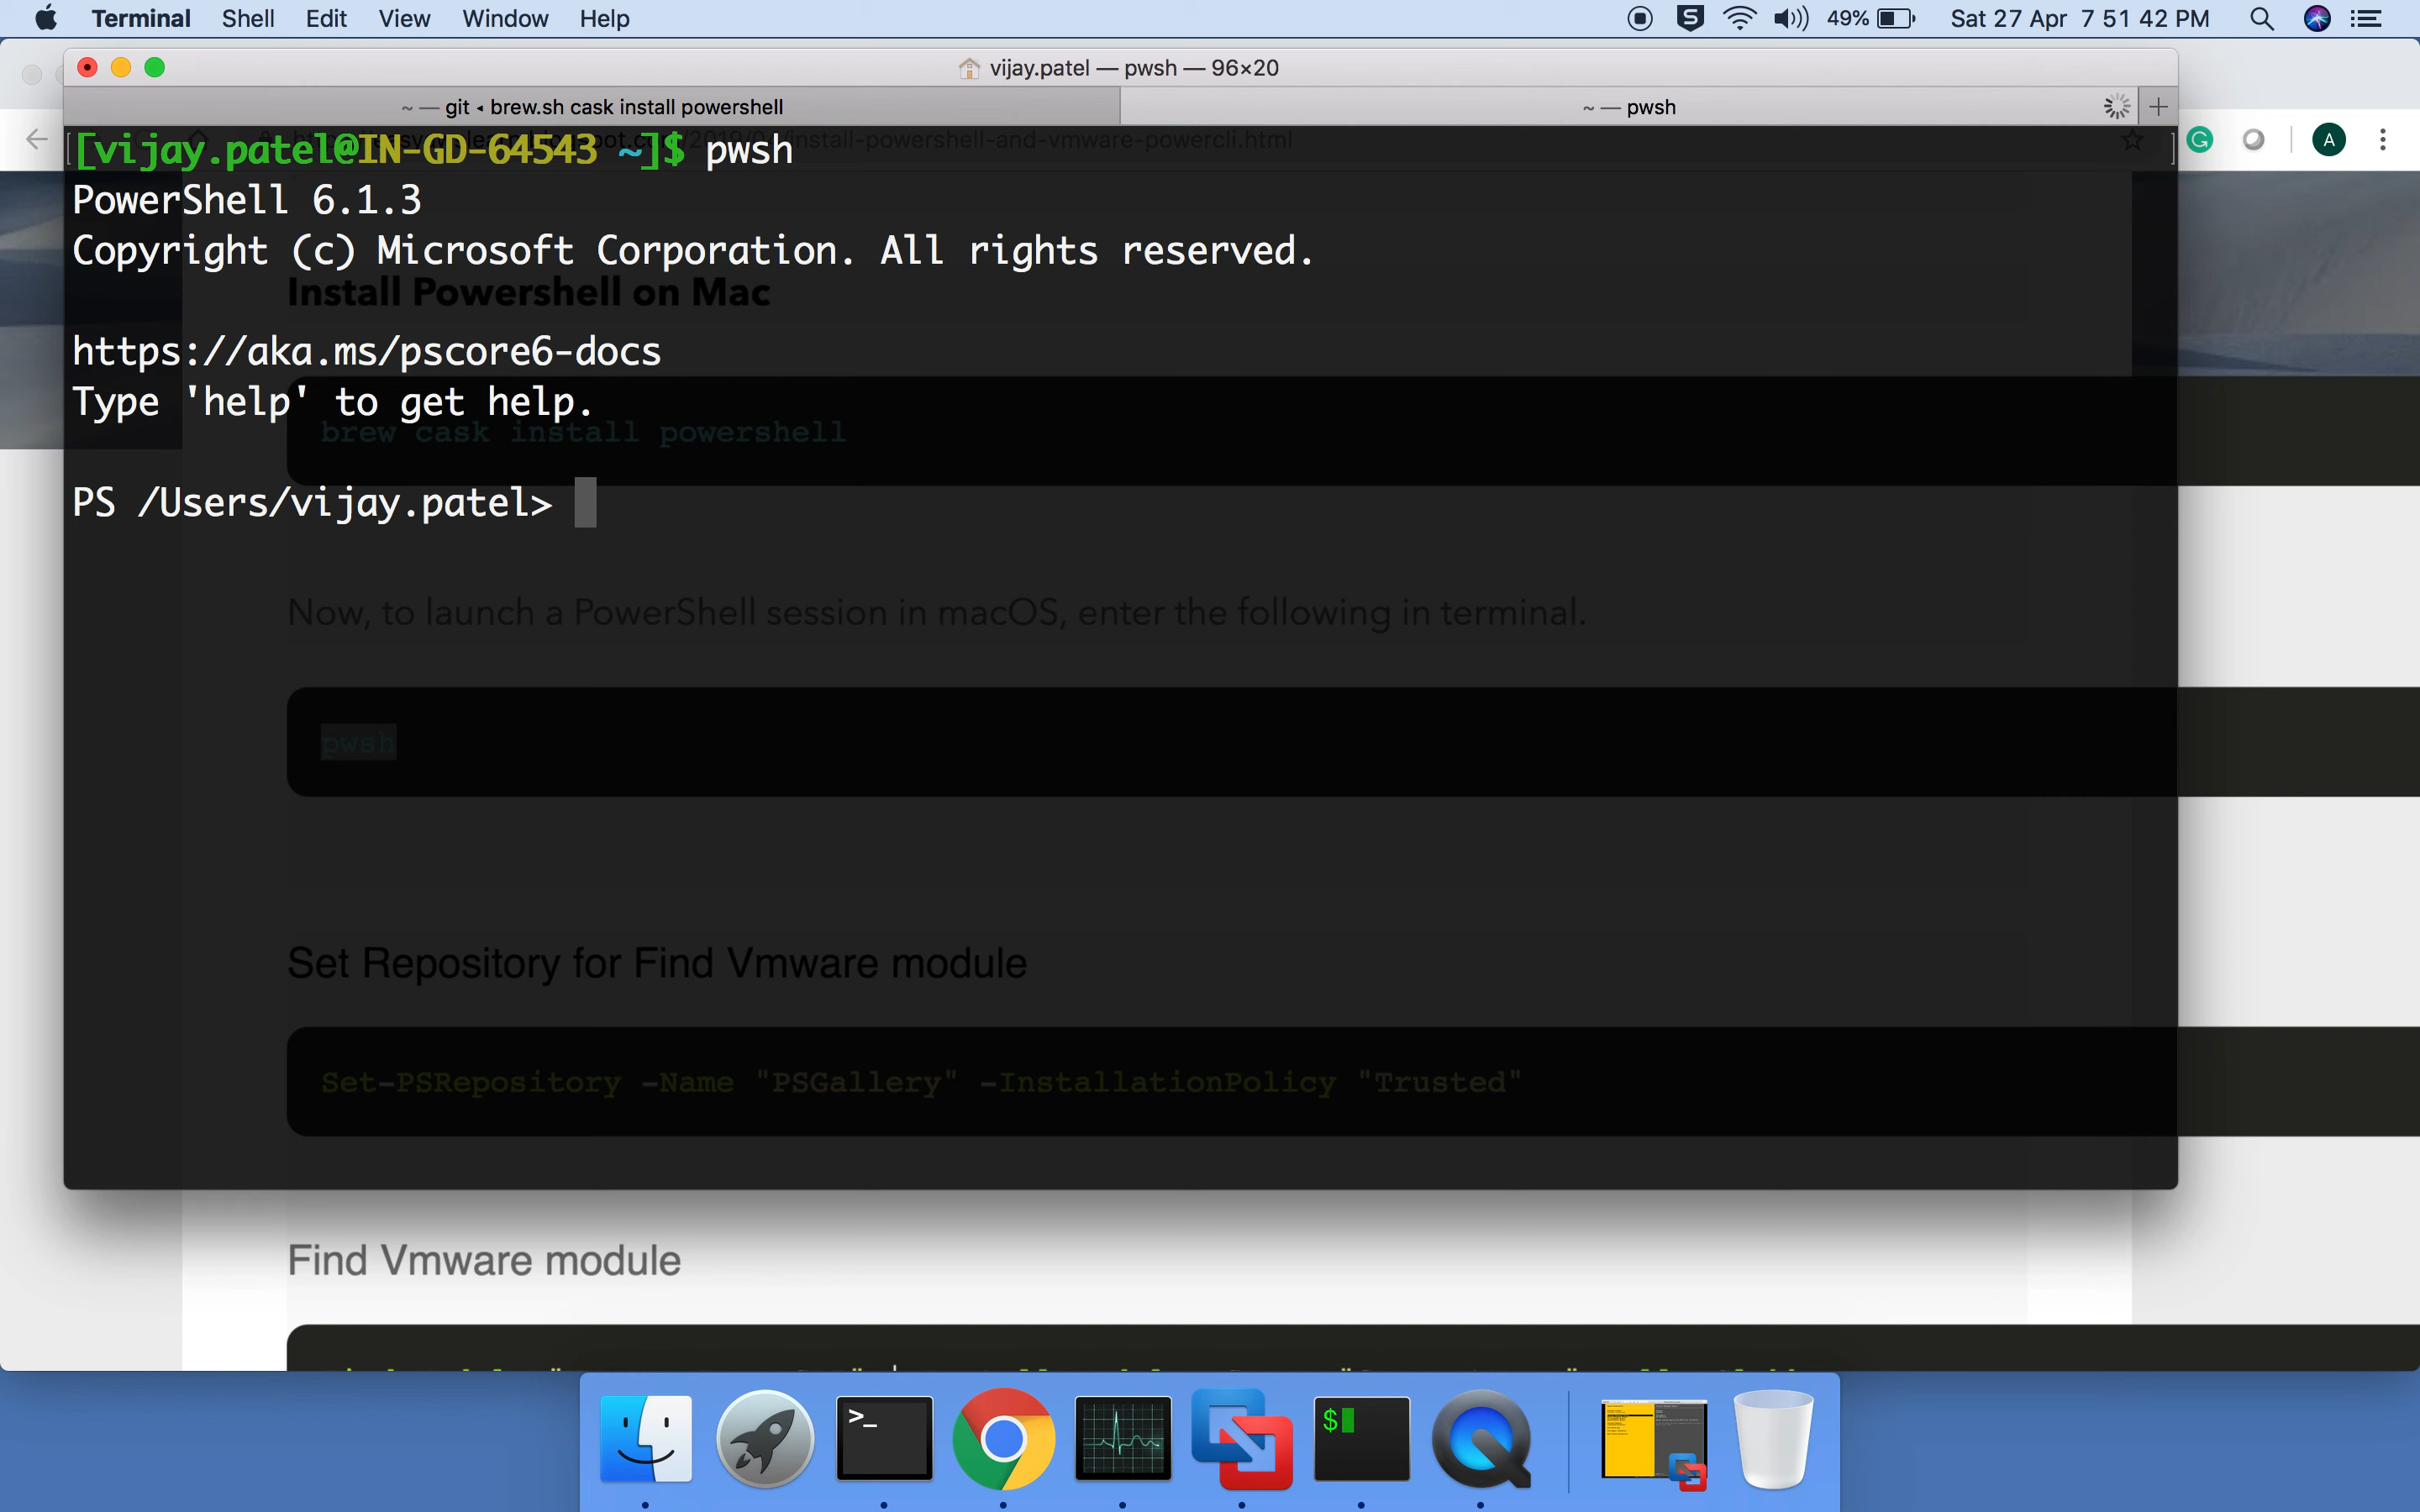 Terminal Shell Edit View Window Help 49% Sat 27 Apr 7 51 42 PM
vijay.patel — pwsh — 96×20
~ — git ◂ brew.sh cask install powershell ~ — pwsh
[vijay.patel@IN-GD-64543 ~]$ pwsh
PowerShell 6.1.3
Copyright (c) Microsoft Corporation. All rights reserved.
Install Powershell on Mac
https://aka.ms/pscore6-docs
Type 'help' to get help.
brew cask install powershell
PS /Users/vijay.patel>
Now, to launch a PowerShell session in macOS, enter the following in terminal.
pwsh
Set Repository for Find Vmware module
Set-PSRepository -Name "PSGallery" -InstallationPolicy "Trusted"
Find Vmware module